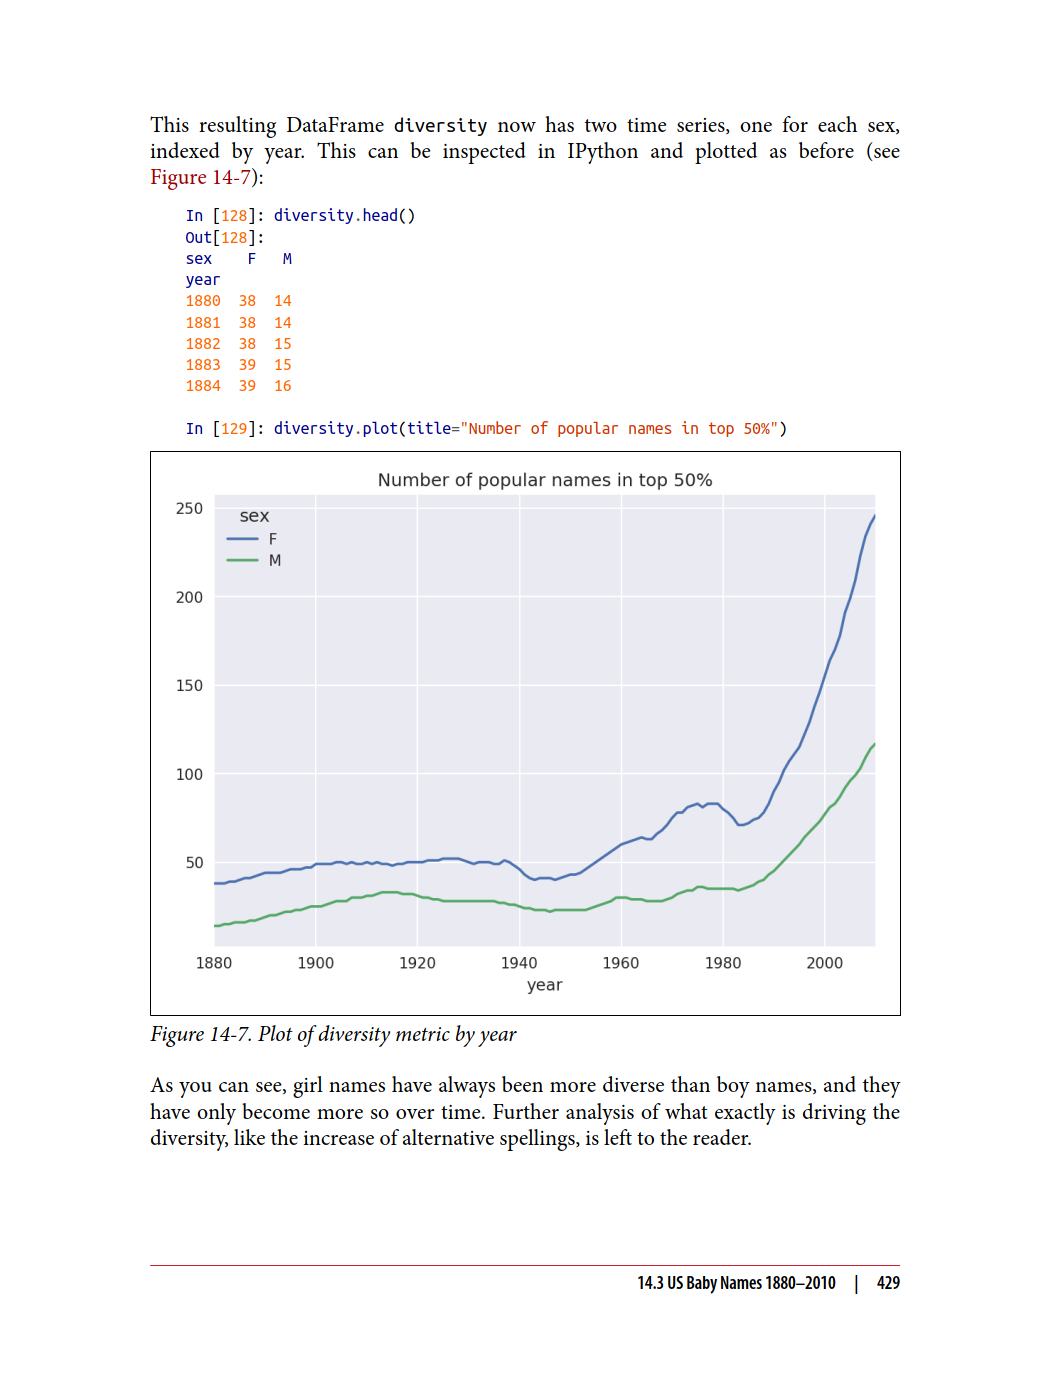 This resulting DataFrame diversity now has two time series, one for each sex,
indexed by year. This can be inspected in IPython and plotted as before (see
Figure 14-7):
In [128]: diversity.head()
Out[128]:
sex F M
year
1880 38 14
1881 38 14
1882 38 15
1883 39 15
1884 39 16
In [129]: diversity.plot(title="Number of popular names in top 50%")
Number of popular names in top 50%
250
sex
F
M
200
150
100
50
1880 1900 1920 1940 1960 1980 2000
year
Figure 14-7. Plot of diversity metric by year
As you can see, girl names have always been more diverse than boy names, and they
have only become more so over time. Further analysis of what exactly is driving the
diversity, like the increase of alternative spellings, is left to the reader.
14.3 US Baby Names 1880–2010 | 429